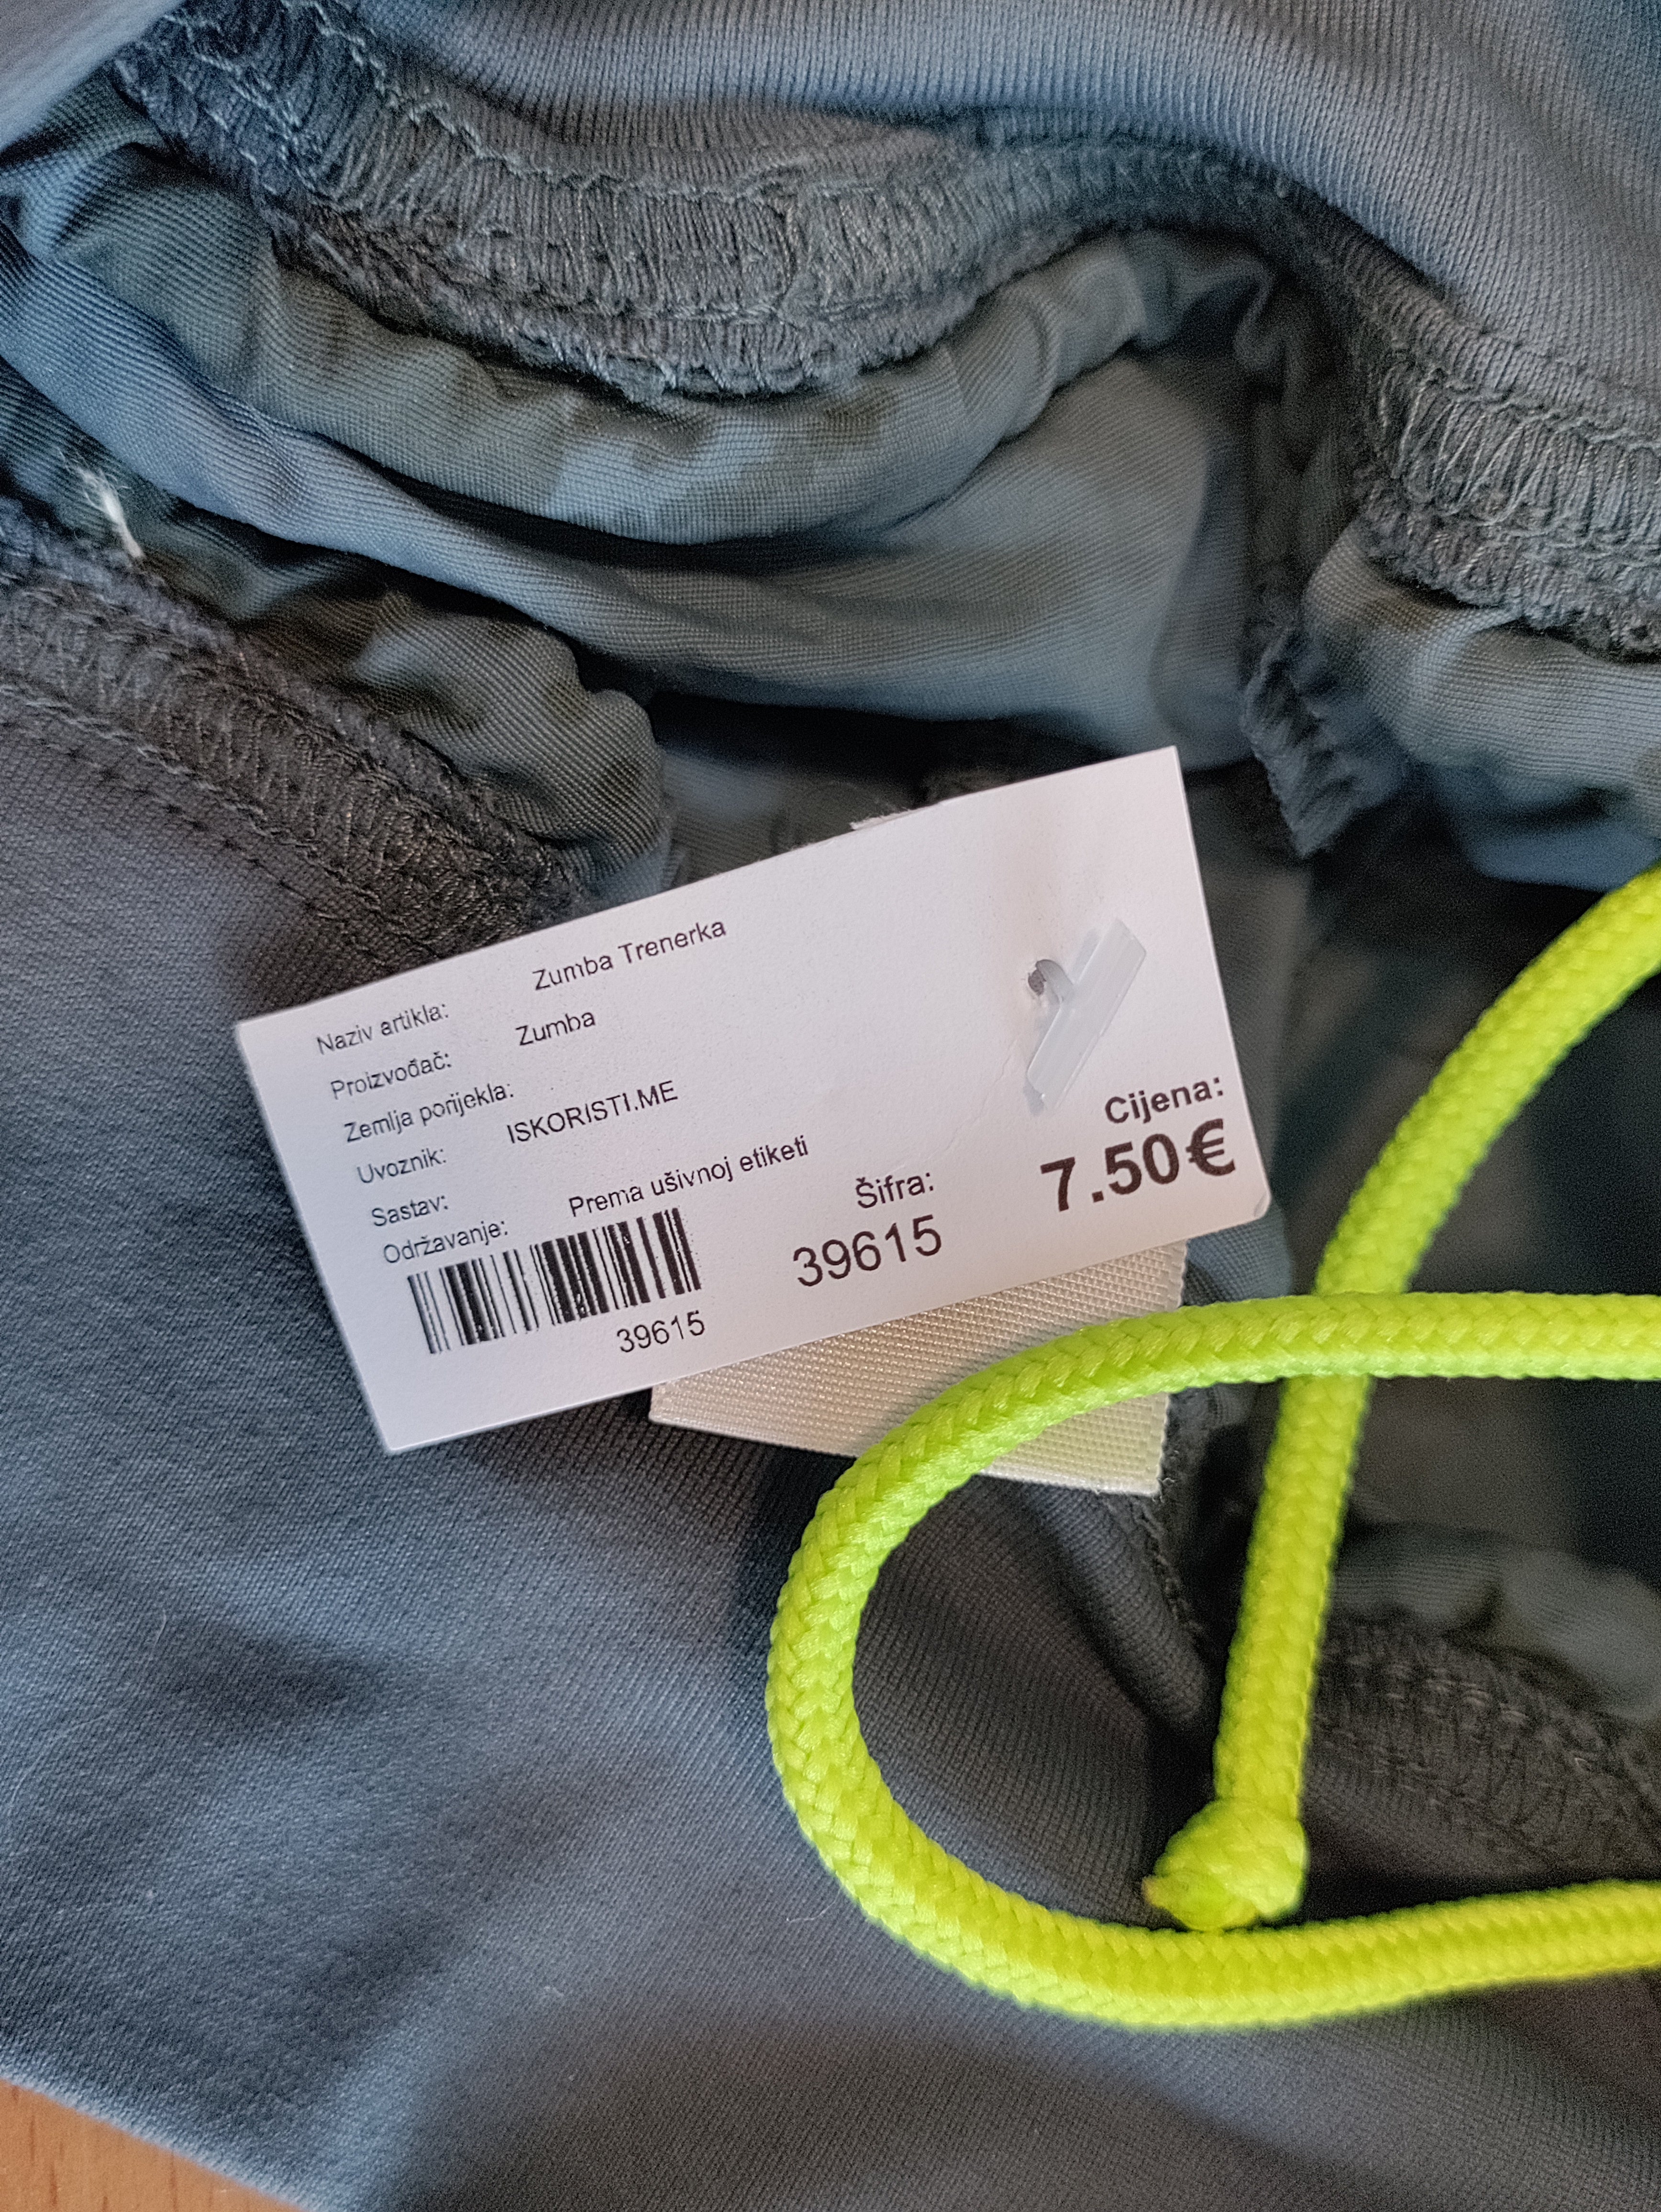 Naziv artikla: Zumba Trenerka
Proizvođač: Zumba
Zemlja porijekla:
Uvoznik: ISKORISTI.ME
Sastav:
Održavanje: Prema ušivnoj etiketi
39615
Šifra:
39615
Cijena:
7.50€